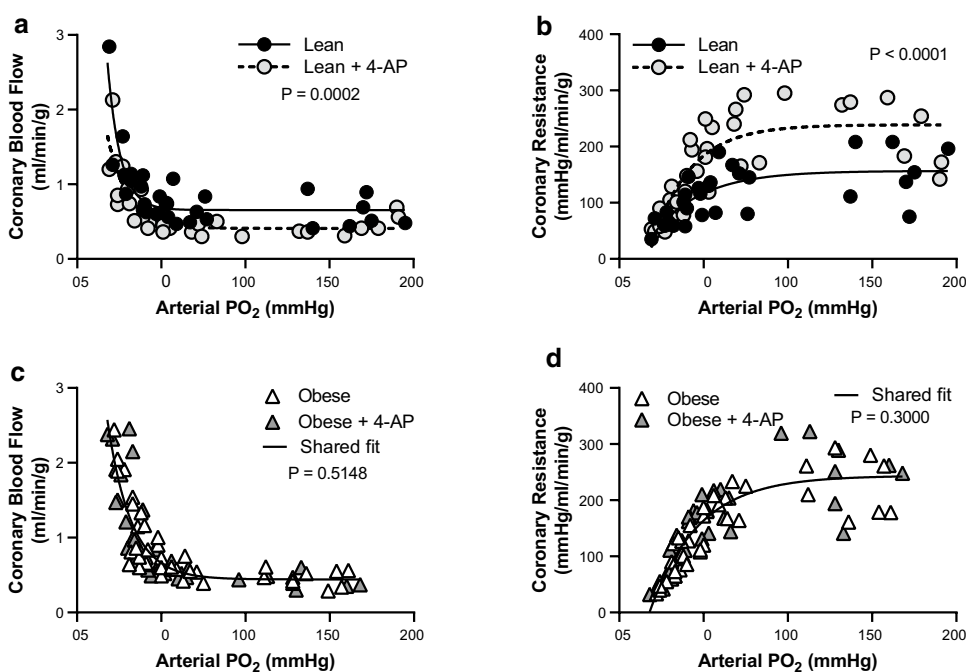 a
Coronary Blood Flow
(ml/min/g)
3
2
1
0
Lean
Lean + 4-AP
P = 0.0002
05 0 100 150 200
Arterial PO2 (mmHg)
b
Coronary Resistance
(mmHg/ml/min/g)
400
300
200
100
0
Lean
Lean + 4-AP
P < 0.0001
05 0 100 150 200
Arterial PO2 (mmHg)
c
Coronary Blood Flow
(ml/min/g)
3
2
1
0
Obese
Obese + 4-AP
Shared fit
P = 0.5148
05 0 100 150 200
Arterial PO2 (mmHg)
d
Coronary Resistance
(mmHg/ml/min/g)
400
300
200
100
0
Obese
Obese + 4-AP
Shared fit
P = 0.3000
05 0 100 150 200
Arterial PO2 (mmHg)